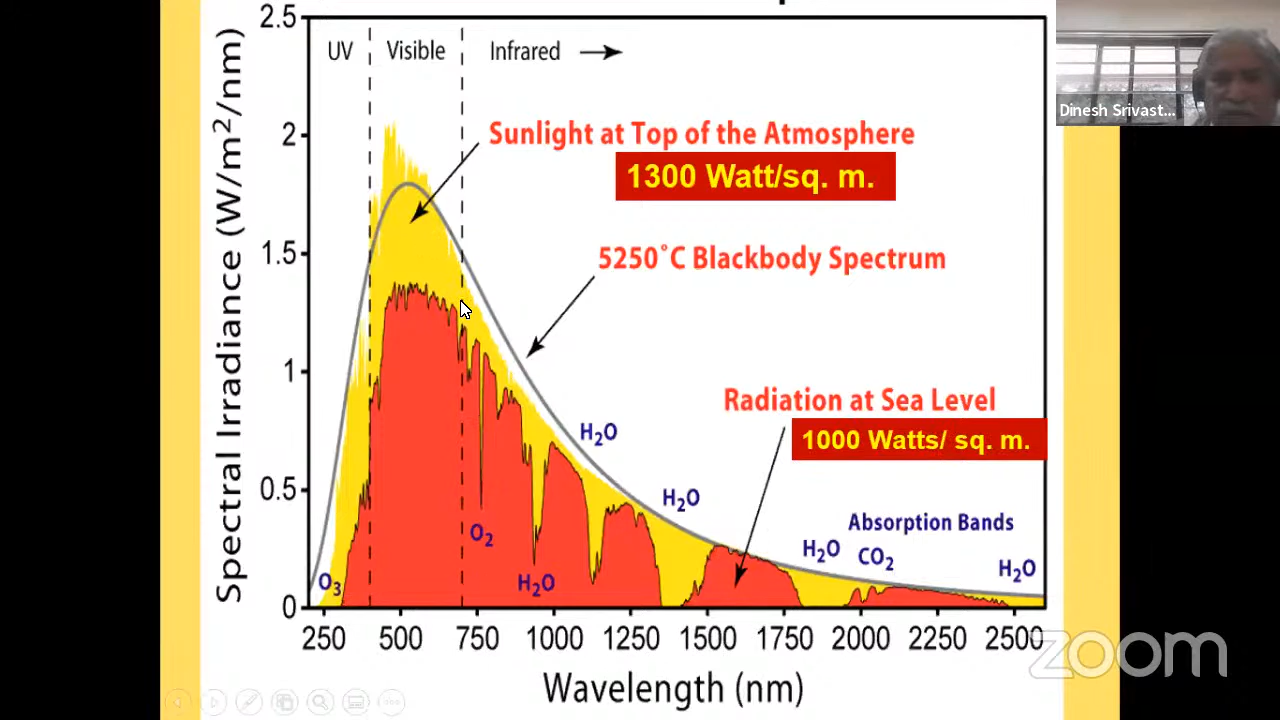 2.5
UV
Visible
Infrared
Dinesh Srivast...
2
Sunlight at Top of the Atmosphere
1300 Watt/sq. m.
1.5
5250°C Blackbody Spectrum
Spectral Irradiance (W/m²/nm)
1
Radiation at Sea Level
H₂O
1000 Watts/ sq. m.
0.5
H₂O
Absorption Bands
O₂
H₂O
CO₂
O₃
H₂O
H₂O
0
250 500 750 1000 1250 1500 1750 2000 2250 2500
zoom
Wavelength (nm)